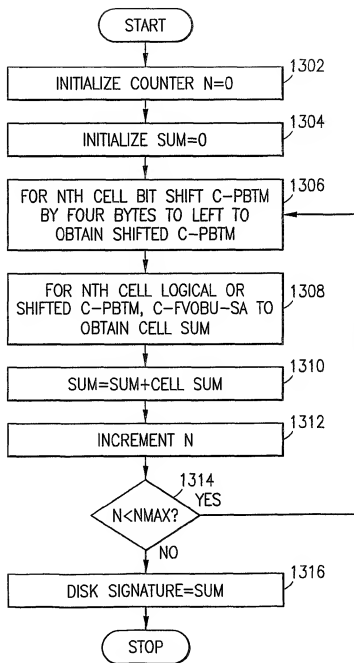 START
1302
INITIALIZE COUNTER N=0
1304
INITIALIZE SUM=0
1306
FOR NTH CELL BIT SHIFT C-PBTM
BY FOUR BYTES TO LEFT TO
OBTAIN SHIFTED C-PBTM
1308
FOR NTH CELL LOGICAL OR
SHIFTED C-PBTM, C-FVOBU-SA TO
OBTAIN CELL SUM
1310
SUM=SUM+CELL SUM
1312
INCREMENT N
1314
N<NMAX?
YES
NO
1316
DISK SIGNATURE=SUM
STOP